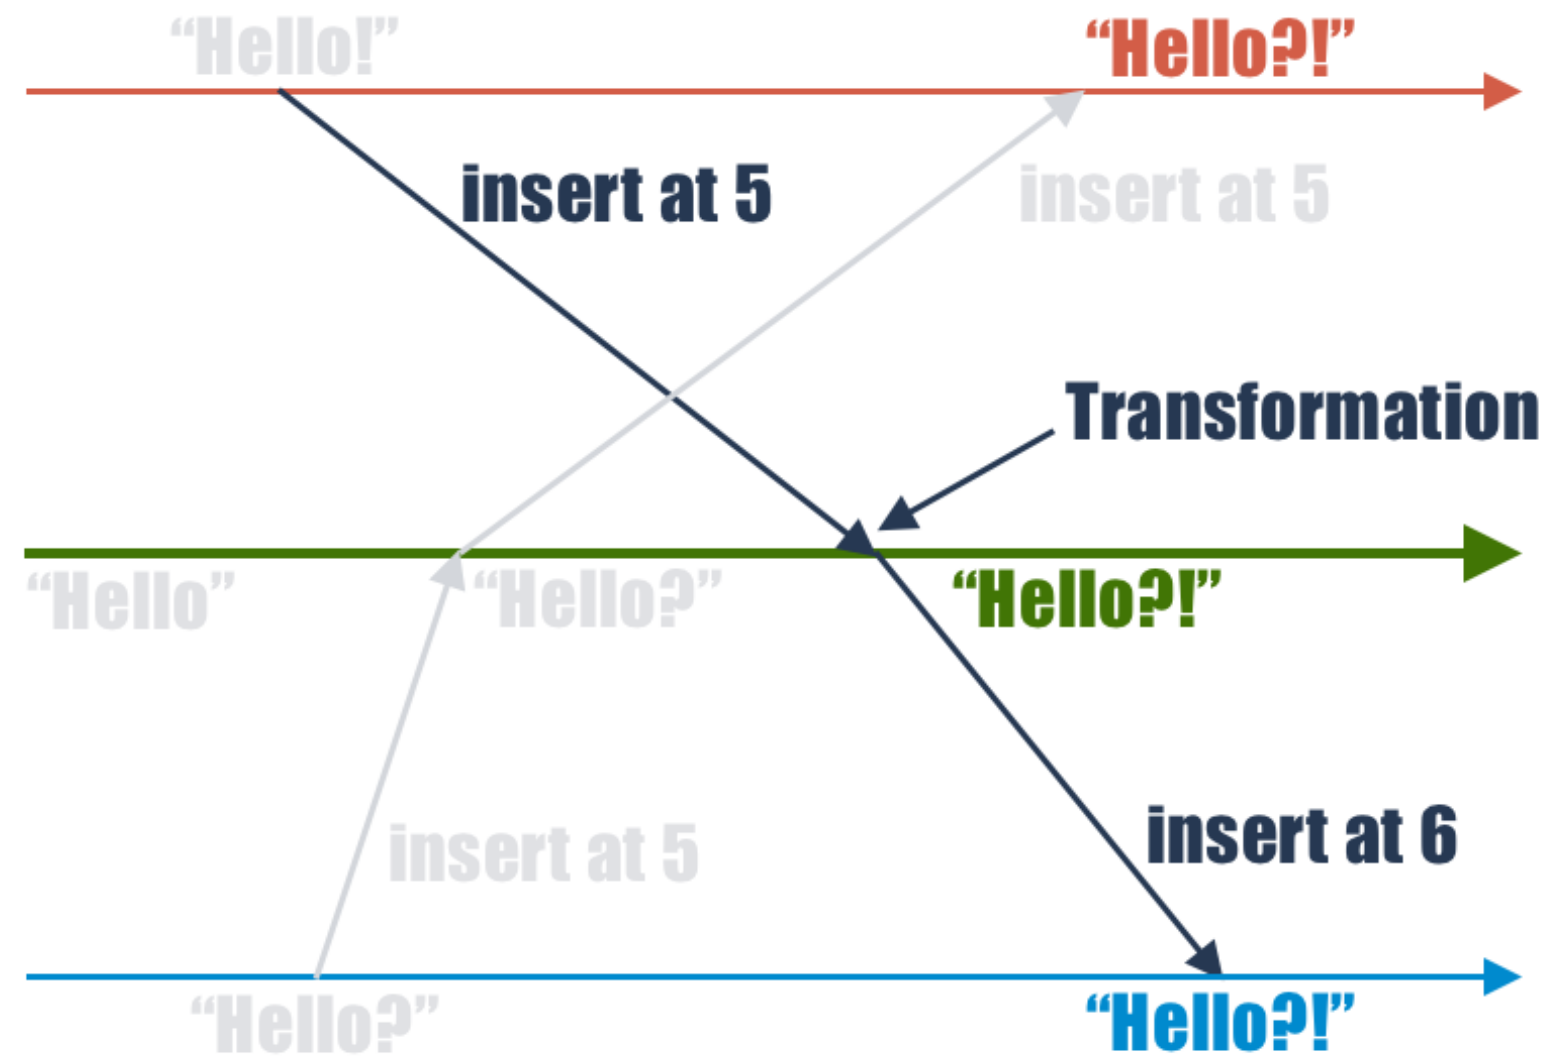 “Hello!”
“Hello?!”
insert at 5
insert at 5
Transformation
“Hello”
“Hello?”
“Hello?!”
insert at 6
insert at 5
“Hello?”
“Hello?!”